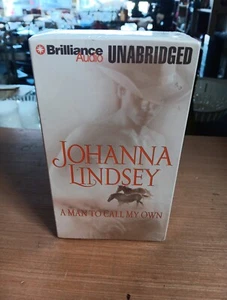 Brilliance
Audio
UNABRIDGED
JOHANNA
LINDSEY
A MAN TO CALL MY OWN